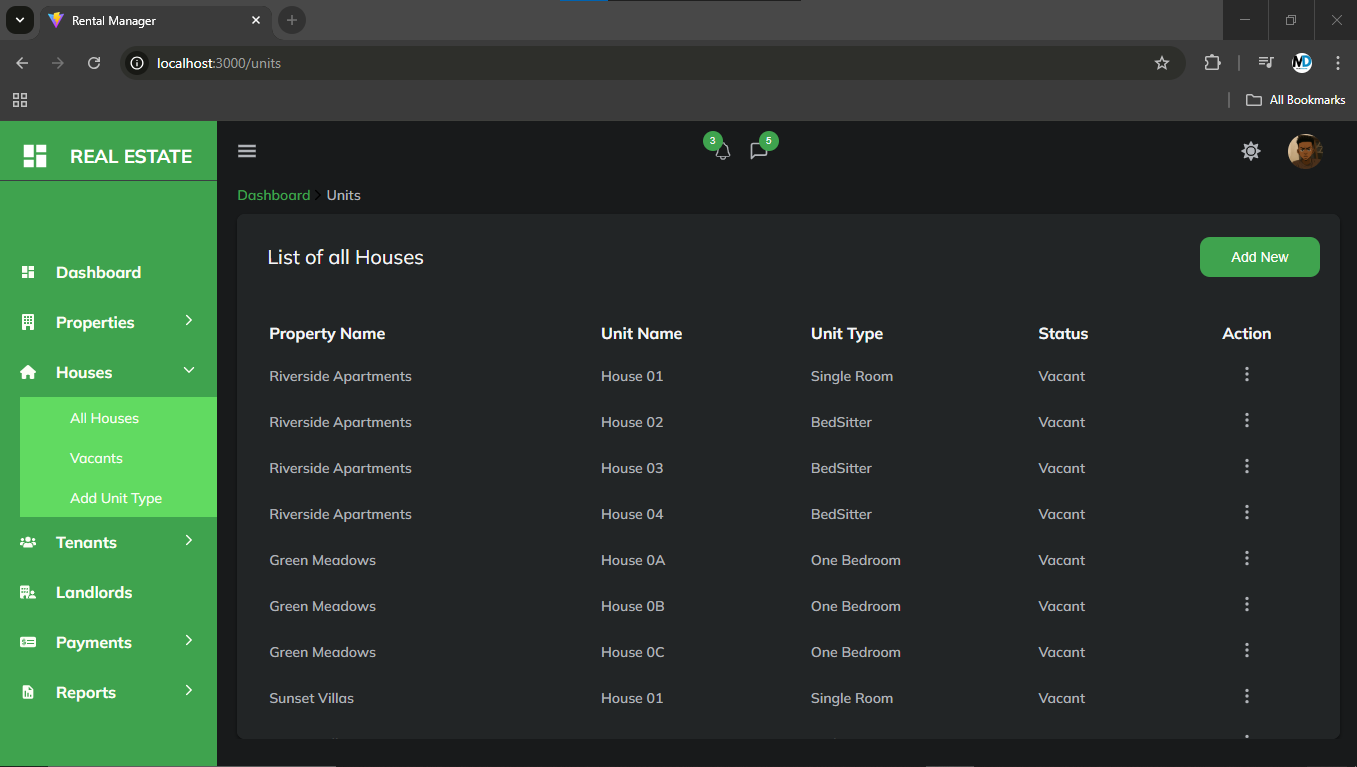 Rental Manager
localhost:3000/units
All Bookmarks
REAL ESTATE
3 5
Dashboard Units
List of all Houses Add New
Dashboard
Properties
Houses
All Houses
Vacants
Add Unit Type
Tenants
Landlords
Payments
Reports
Property Name Unit Name Unit Type Status Action
Riverside Apartments House 01 Single Room Vacant
Riverside Apartments House 02 BedSitter Vacant
Riverside Apartments House 03 BedSitter Vacant
Riverside Apartments House 04 BedSitter Vacant
Green Meadows House 0A One Bedroom Vacant
Green Meadows House 0B One Bedroom Vacant
Green Meadows House 0C One Bedroom Vacant
Sunset Villas House 01 Single Room Vacant